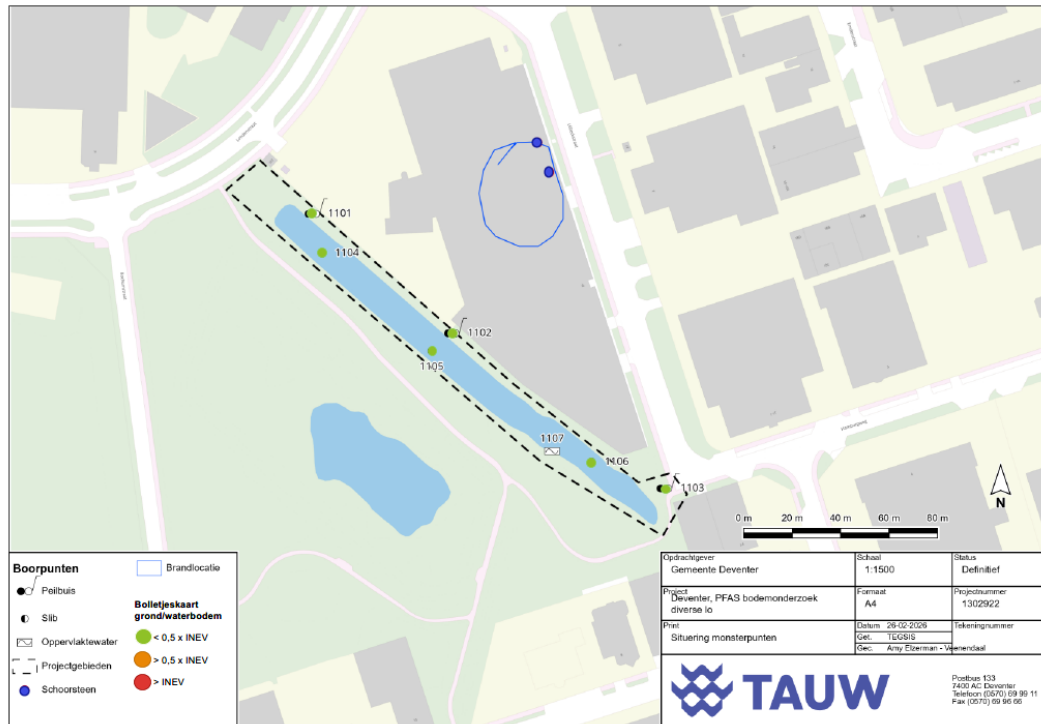 1101
1104
1102
1105
1107
1106
1103
N
0 m 20 m 40 m 60 m 80 m
Boorpunten
Peilbuis
Slib
Oppervlaktewater
Projectgebieden
Schoorsteen
Brandlocatie
Bolletjeskaart
grond/waterbodem
< 0,5 x INEV
> 0,5 x INEV
> INEV
Opdrachtgever
Gemeente Deventer
Schaal
1:1500
Status
Definitief
Project
Deventer, PFAS bodemonderzoek
diverse lo
Formaat
A4
Projectnummer
1302922
Print
Situering monsterpunten
Datum 26-02-2026
Get. TEGSIS
Gec. Amy Elzerman - Veenendaal
Tekeningnummer
TAUW
Postbus 133
7400 AC Deventer
Telefoon (0570) 69 99 11
Fax (0570) 69 96 66